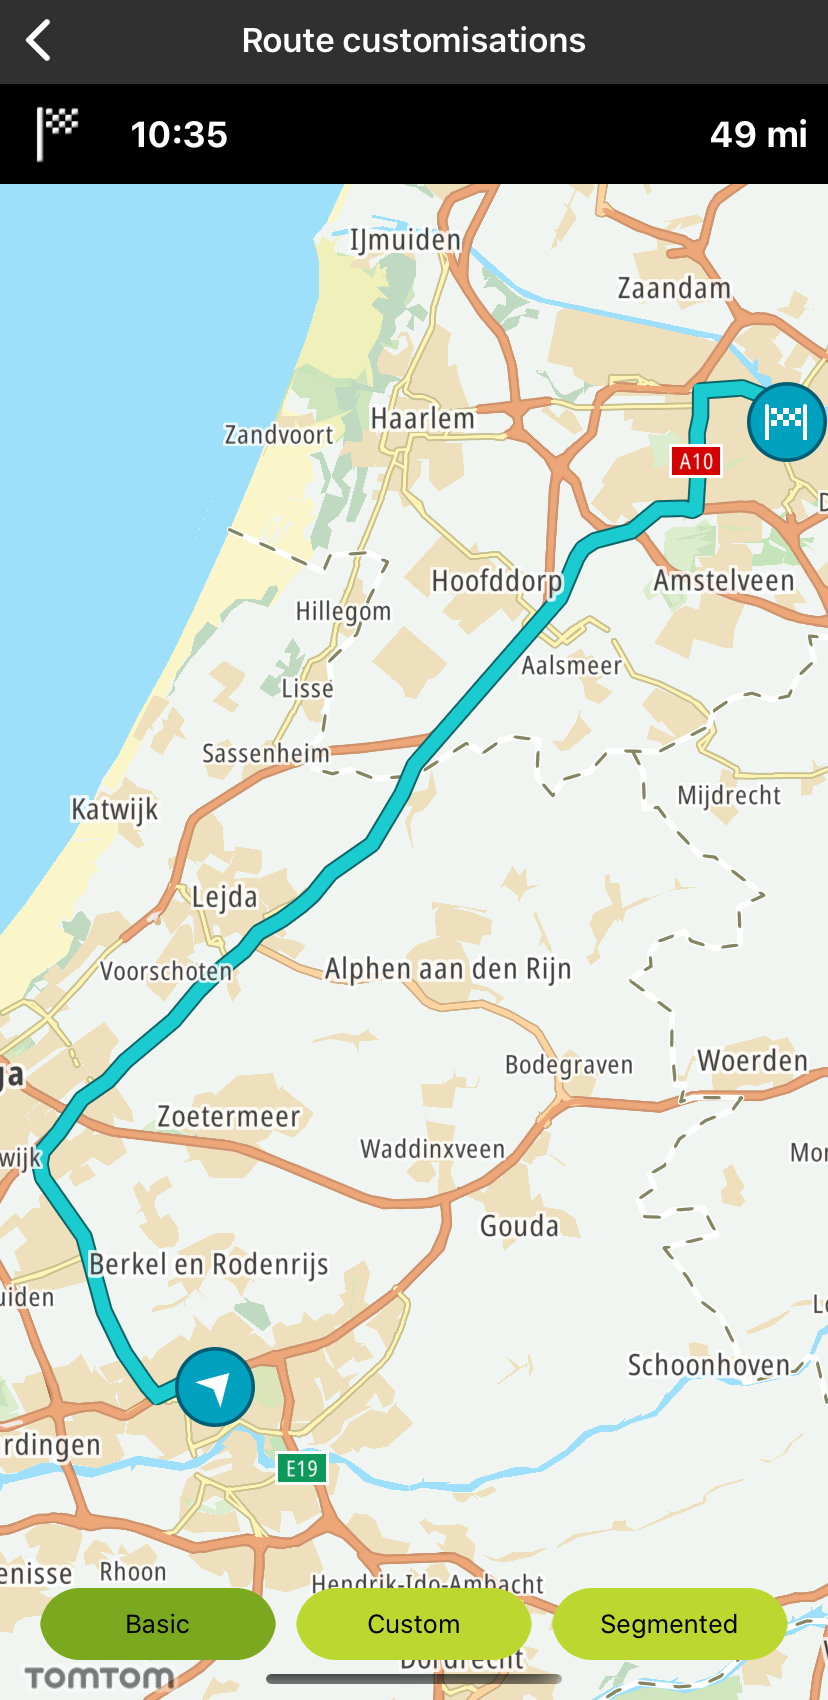 Route customisations
10:35
49 mi
IJmuiden
Zaandam
Haarlem
Zandvoort
A10
Hoofddorp
Amstelveen
Hillegom
Aalsmeer
Lisse
Sassenheim
Katwijk
Mijdrecht
Lejda
Voorschoten
Alphen aan den Rijn
Bodegraven
Woerden
ga
Zoetermeer
Waddinxveen
wijk
Mor
Gouda
Berkel en Rodenrijs
uiden
Schoonhoven
rdingen
E19
enisse
Rhoon
Hendrik-Ido-Ambacht
Basic
Custom
Segmented
Dordrecht
TOMTOM